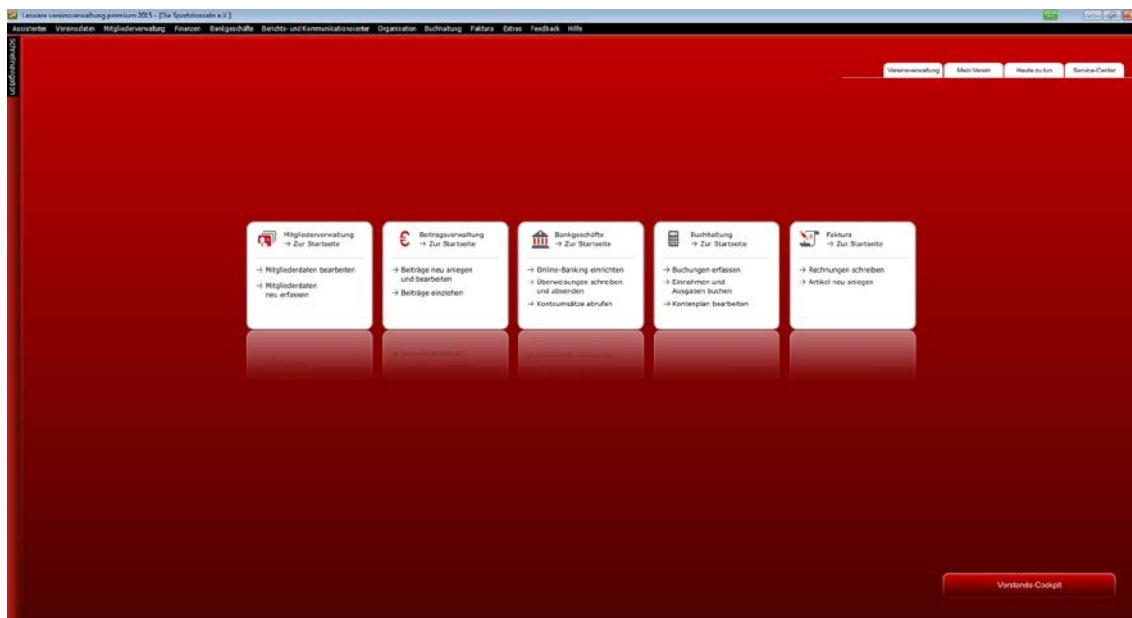 Lexware vereinsverwaltung premium 2015 - [Die Sportdrosseln e.V.]
Assistenten Vereinsdaten Mitgliederverwaltung Finanzen Bankgeschäfte Berichts- und Kommunikationscenter Organisation Buchhaltung Faktura Extras Feedback Hilfe
Schnellnavigation
Vereinsverwaltung Mein Verein Heute zu tun Service-Center
Mitgliederverwaltung
→ Zur Startseite
→ Mitgliederdaten bearbeiten
→ Mitgliederdaten
neu erfassen
Beitragsverwaltung
→ Zur Startseite
→ Beiträge neu anlegen
und bearbeiten
→ Beiträge einziehen
Bankgeschäfte
→ Zur Startseite
→ Online-Banking einrichten
→ Überweisungen schreiben
und absenden
→ Kontoumsätze abrufen
Buchhaltung
→ Zur Startseite
→ Buchungen erfassen
→ Einnahmen und
Ausgaben buchen
→ Kontenplan bearbeiten
Faktura
→ Zur Startseite
→ Rechnungen schreiben
→ Artikel neu anlegen
Vorstands-Cockpit